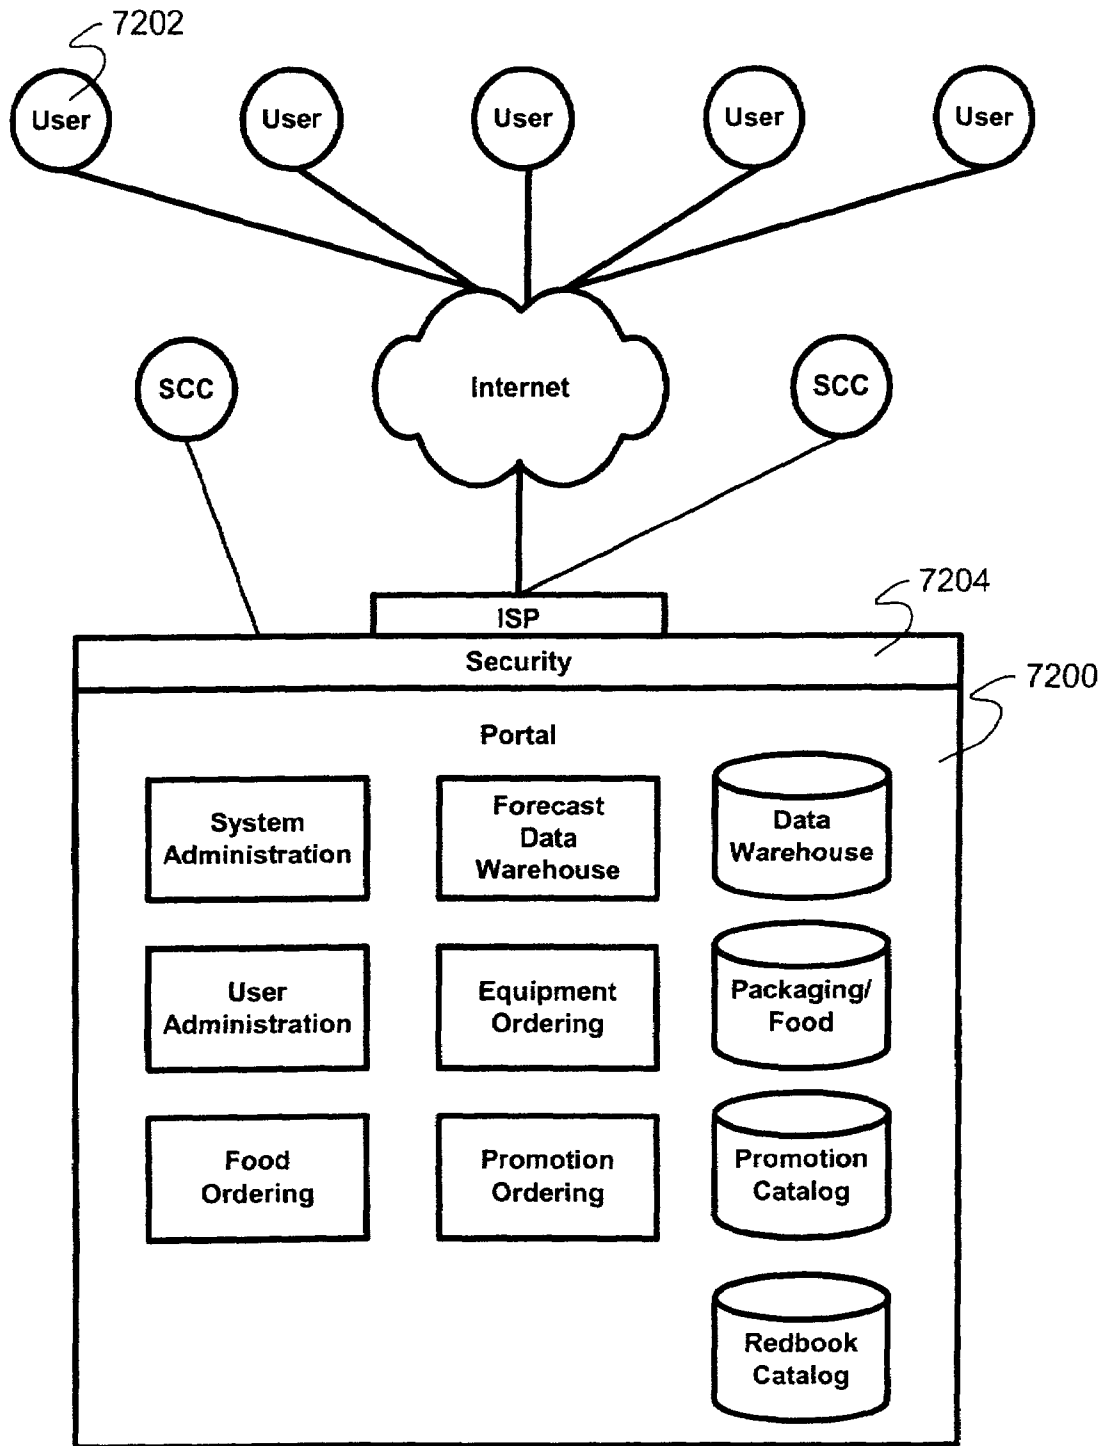 7202
User
User
User
User
User
SCC
Internet
SCC
7204
ISP
Security
7200
Portal
System
Administration
Forecast
Data
Warehouse
Data
Warehouse
User
Administration
Equipment
Ordering
Packaging/
Food
Food
Ordering
Promotion
Ordering
Promotion
Catalog
Redbook
Catalog